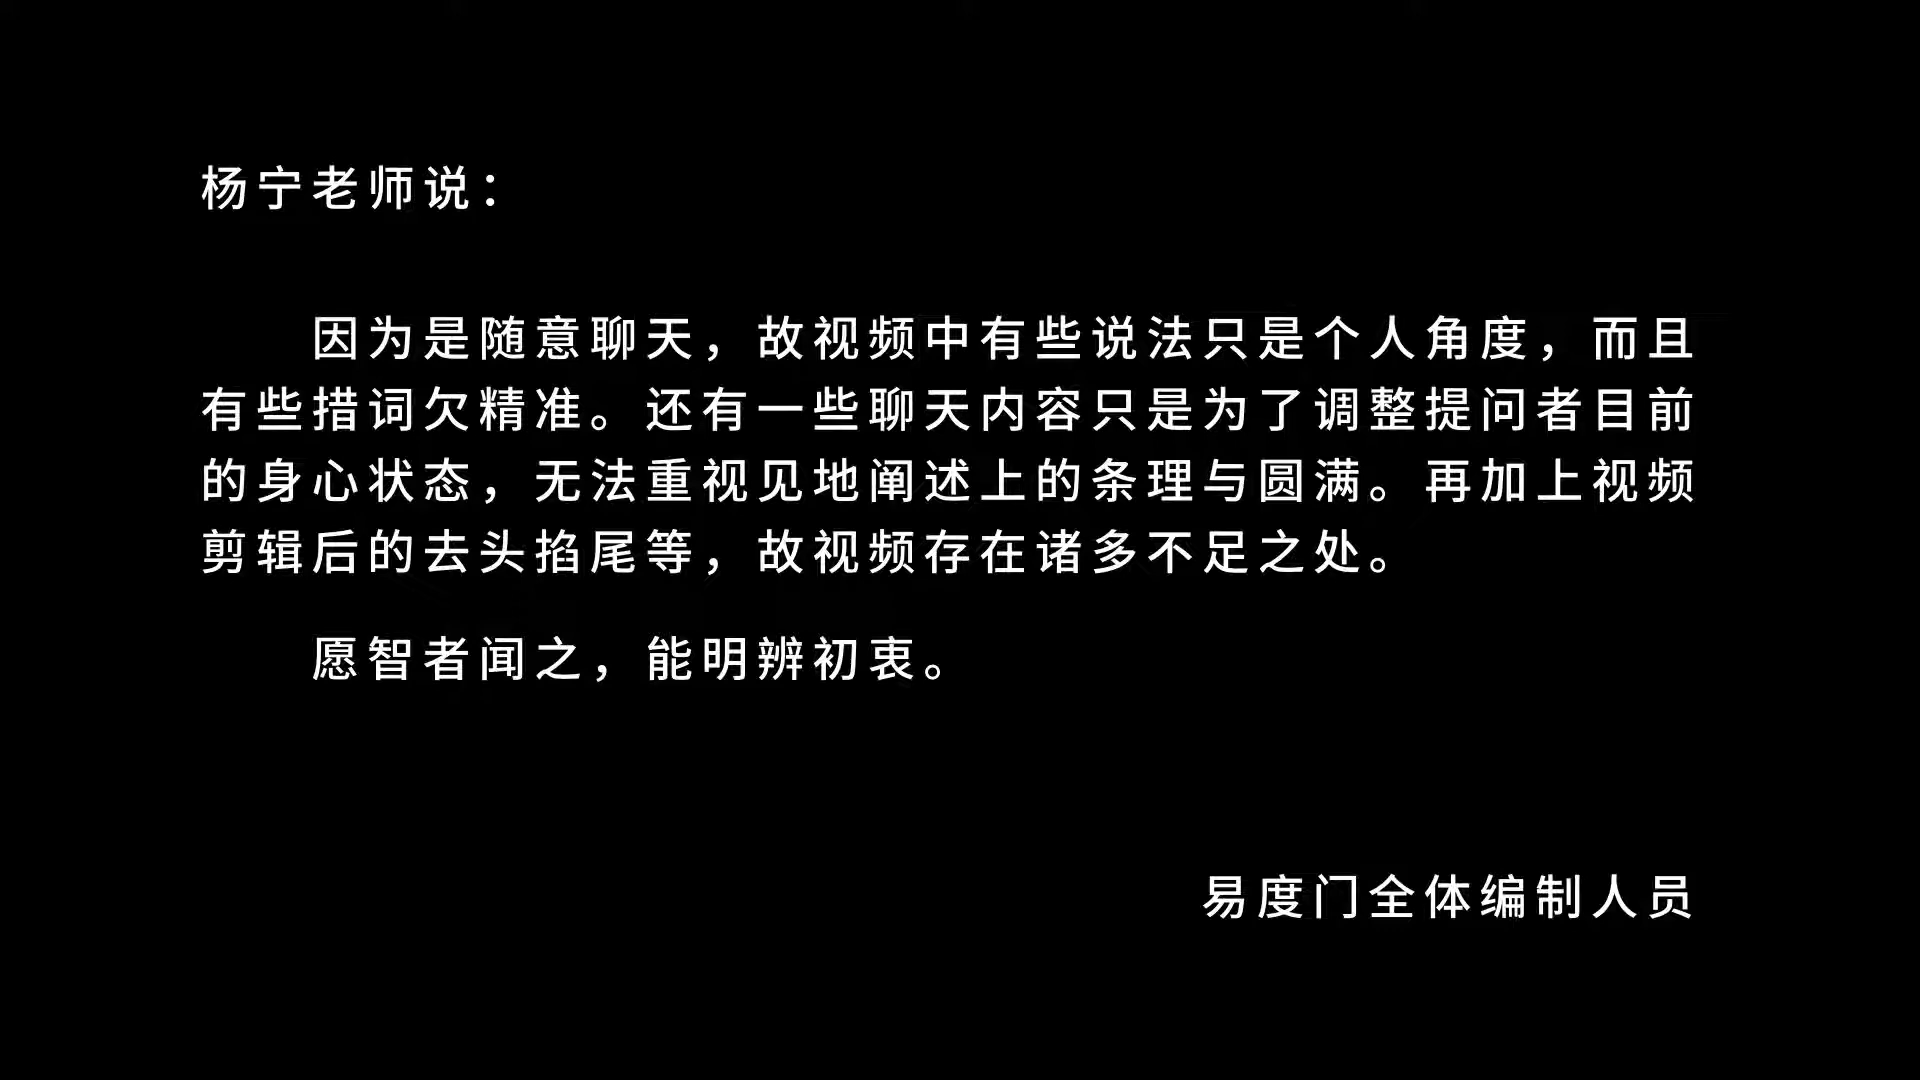 杨宁老师说：
因为是随意聊天，故视频中有些说法只是个人角度，而且
有些措词欠精准。还有一些聊天内容只是为了调整提问者目前
的身心状态，无法重视见地阐述上的条理与圆满。再加上视频
剪辑后的去头掐尾等，故视频存在诸多不足之处。
愿智者闻之，能明辨初衷。
易度门全体编制人员